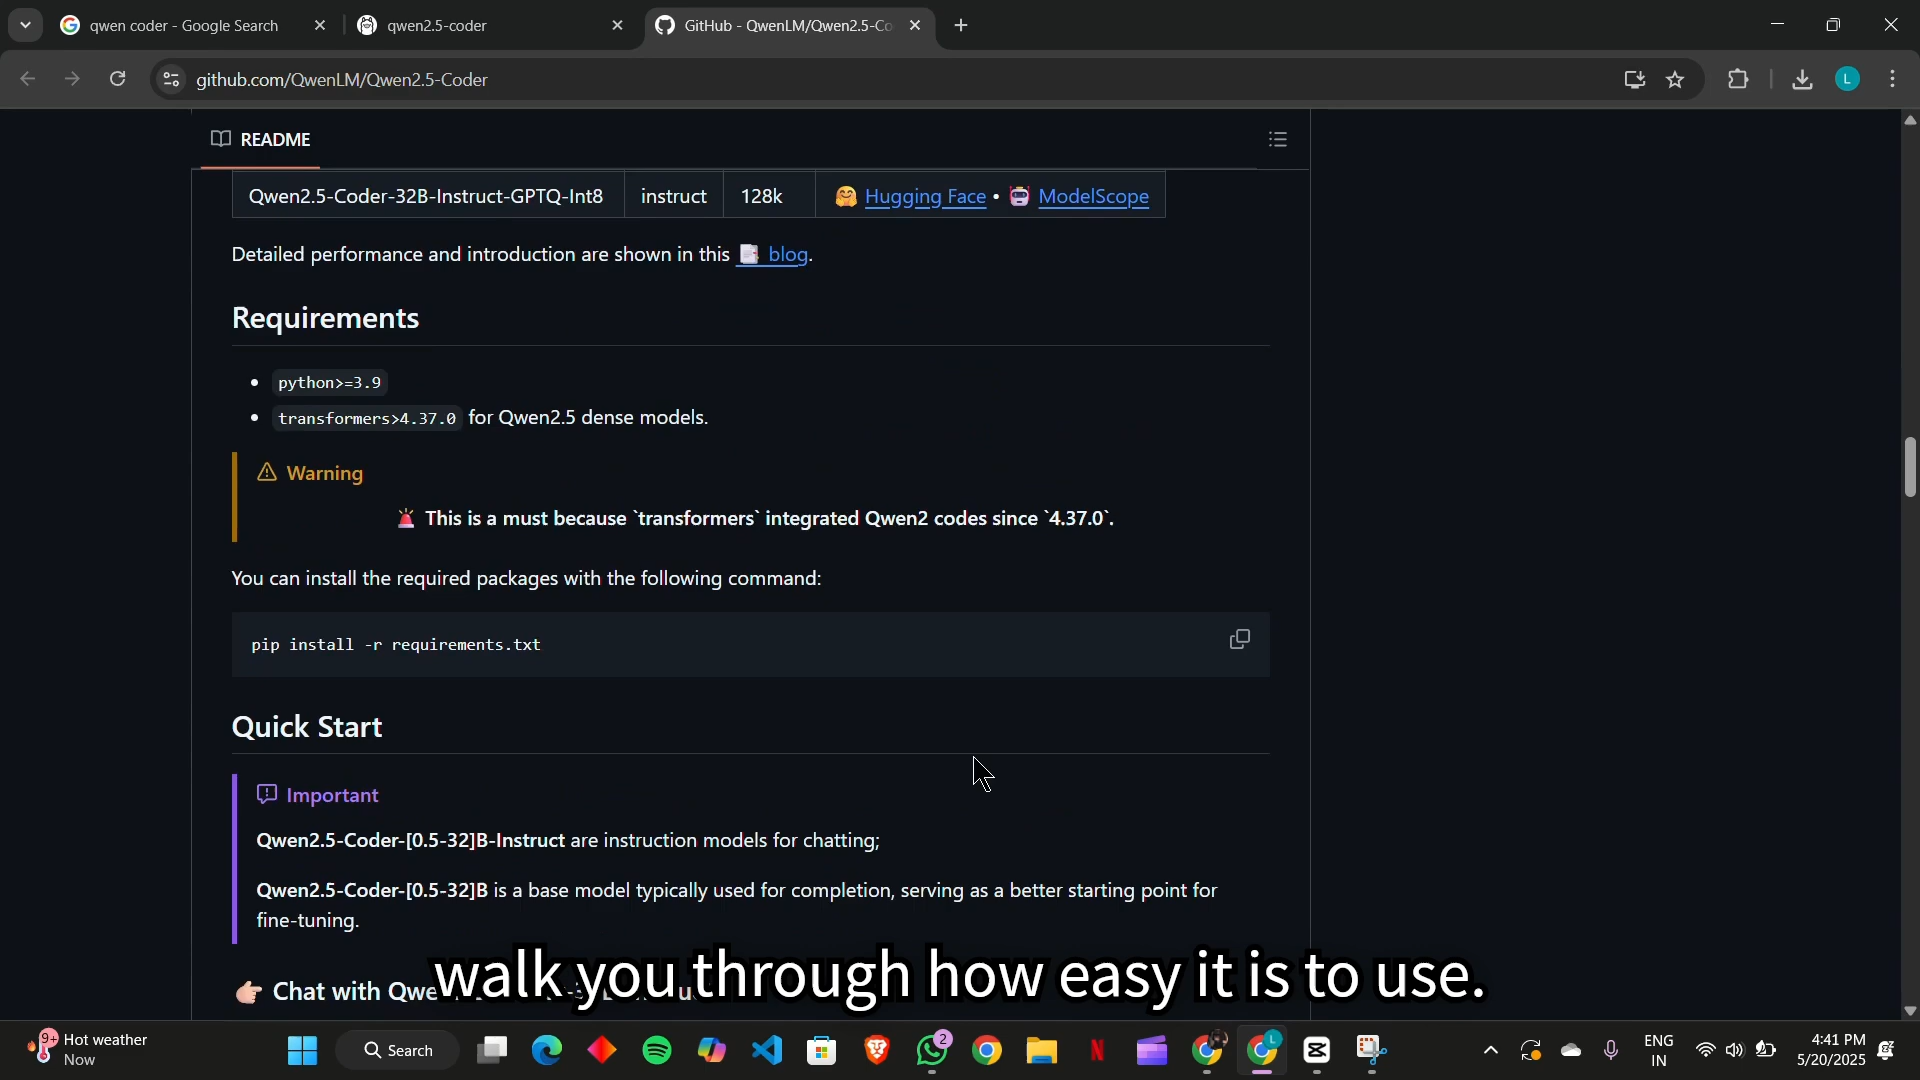 qwen coder - Google Search
qwen2.5-coder
GitHub - QwenLM/Qwen2.5-Co
github.com/QwenLM/Qwen2.5-Coder
L
README
Qwen2.5-Coder-32B-Instruct-GPTQ-Int8 instruct 128k 🤗 Hugging Face • 🤖 ModelScope
Detailed performance and introduction are shown in this 📑 blog.
Requirements
• python>=3.9
• transformers>4.37.0 for Qwen2.5 dense models.
Warning
🚨 This is a must because `transformers` integrated Qwen2 codes since `4.37.0`.
You can install the required packages with the following command:
pip install -r requirements.txt
Quick Start
Important
Qwen2.5-Coder-[0.5-32]B-Instruct are instruction models for chatting;
Qwen2.5-Coder-[0.5-32]B is a base model typically used for completion, serving as a better starting point for
fine-tuning.
👉🏻 Chat with
walk you through how easy it is to use.
9+
Hot weather
Now
Search
2
L
ENG
IN
4:41 PM
5/20/2025